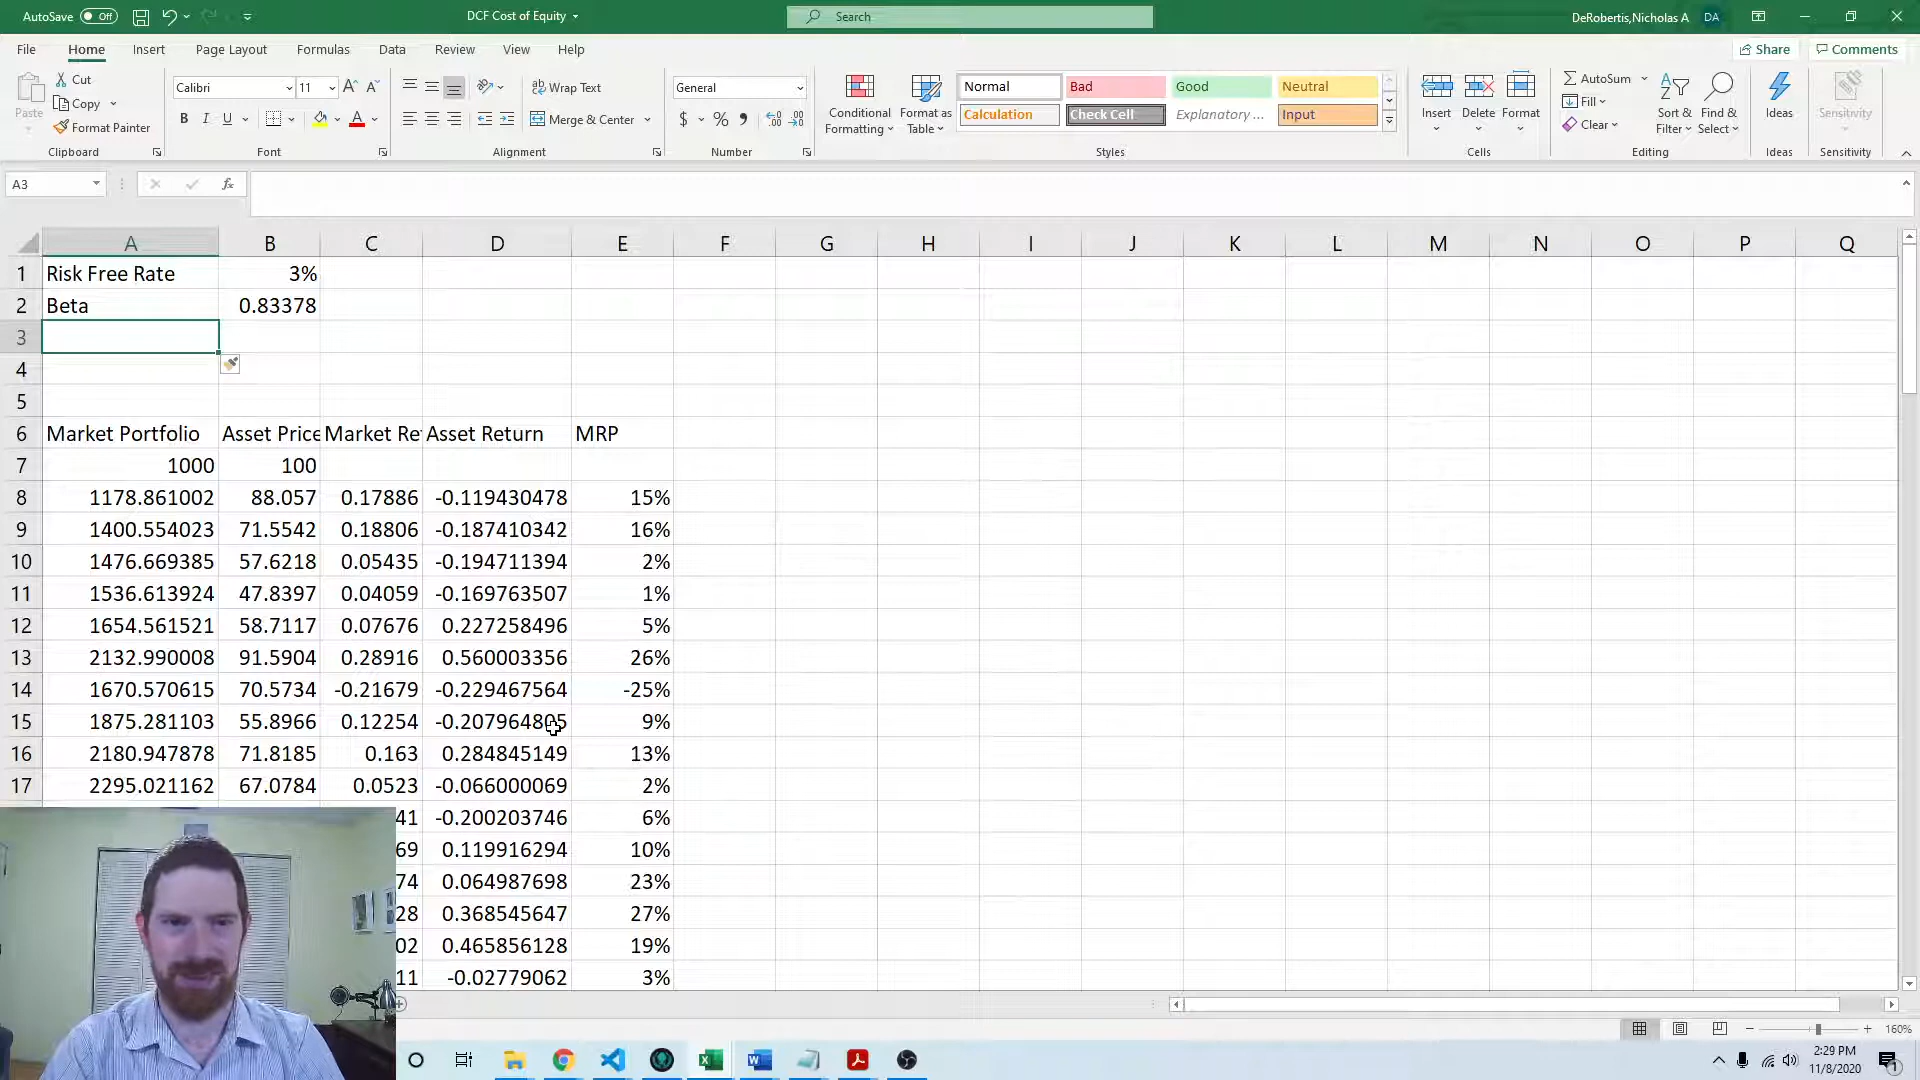 AutoSave Off DCF Cost of Equity Search DeRobertis,Nicholas A DA
File Home Insert Page Layout Formulas Data Review View Help Share Comments
Paste Cut Copy Format Painter
Calibri 11
B I U
Wrap Text
Merge & Center
General
$ % 9
Conditional Formatting Format as Table
Normal Bad Good Neutral
Calculation Check Cell Explanatory ... Input
Insert Delete Format
AutoSum Fill Clear
Sort & Filter Find & Select
Ideas Sensitivity
Clipboard Font Alignment Number Styles Cells Editing Ideas Sensitivity
A3 fx
A B C D E F G H I J K L M N O P Q
1 Risk Free Rate 3%
2 Beta 0.83378
3
4
5
6 Market Portfolio Asset Price Market Ret Asset Return MRP
7 1000 100
8 1178.861002 88.057 0.17886 -0.119430478 15%
9 1400.554023 71.5542 0.18806 -0.187410342 16%
10 1476.669385 57.6218 0.05435 -0.194711394 2%
11 1536.613924 47.8397 0.04059 -0.169763507 1%
12 1654.561521 58.7117 0.07676 0.227258496 5%
13 2132.990008 91.5904 0.28916 0.560003356 26%
14 1670.570615 70.5734 -0.21679 -0.229467564 -25%
15 1875.281103 55.8966 0.12254 -0.207964805 9%
16 2180.947878 71.8185 0.163 0.284845149 13%
17 2295.021162 67.0784 0.0523 -0.066000069 2%
41 -0.200203746 6%
69 0.119916294 10%
74 0.064987698 23%
28 0.368545647 27%
02 0.465856128 19%
11 -0.02779062 3%
160%
2:29 PM
11/8/2020